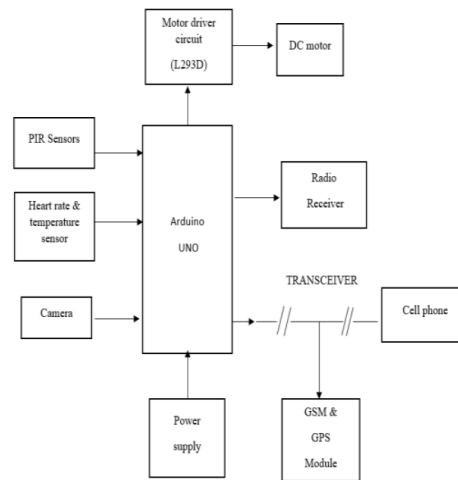 Motor driver
circuit
(L293D)
DC motor
PIR Sensors
Heart rate &
temperature
sensor
Arduino
UNO
Radio
Receiver
TRANSCEIVER
Camera
Cell phone
Power
supply
GSM &
GPS
Module